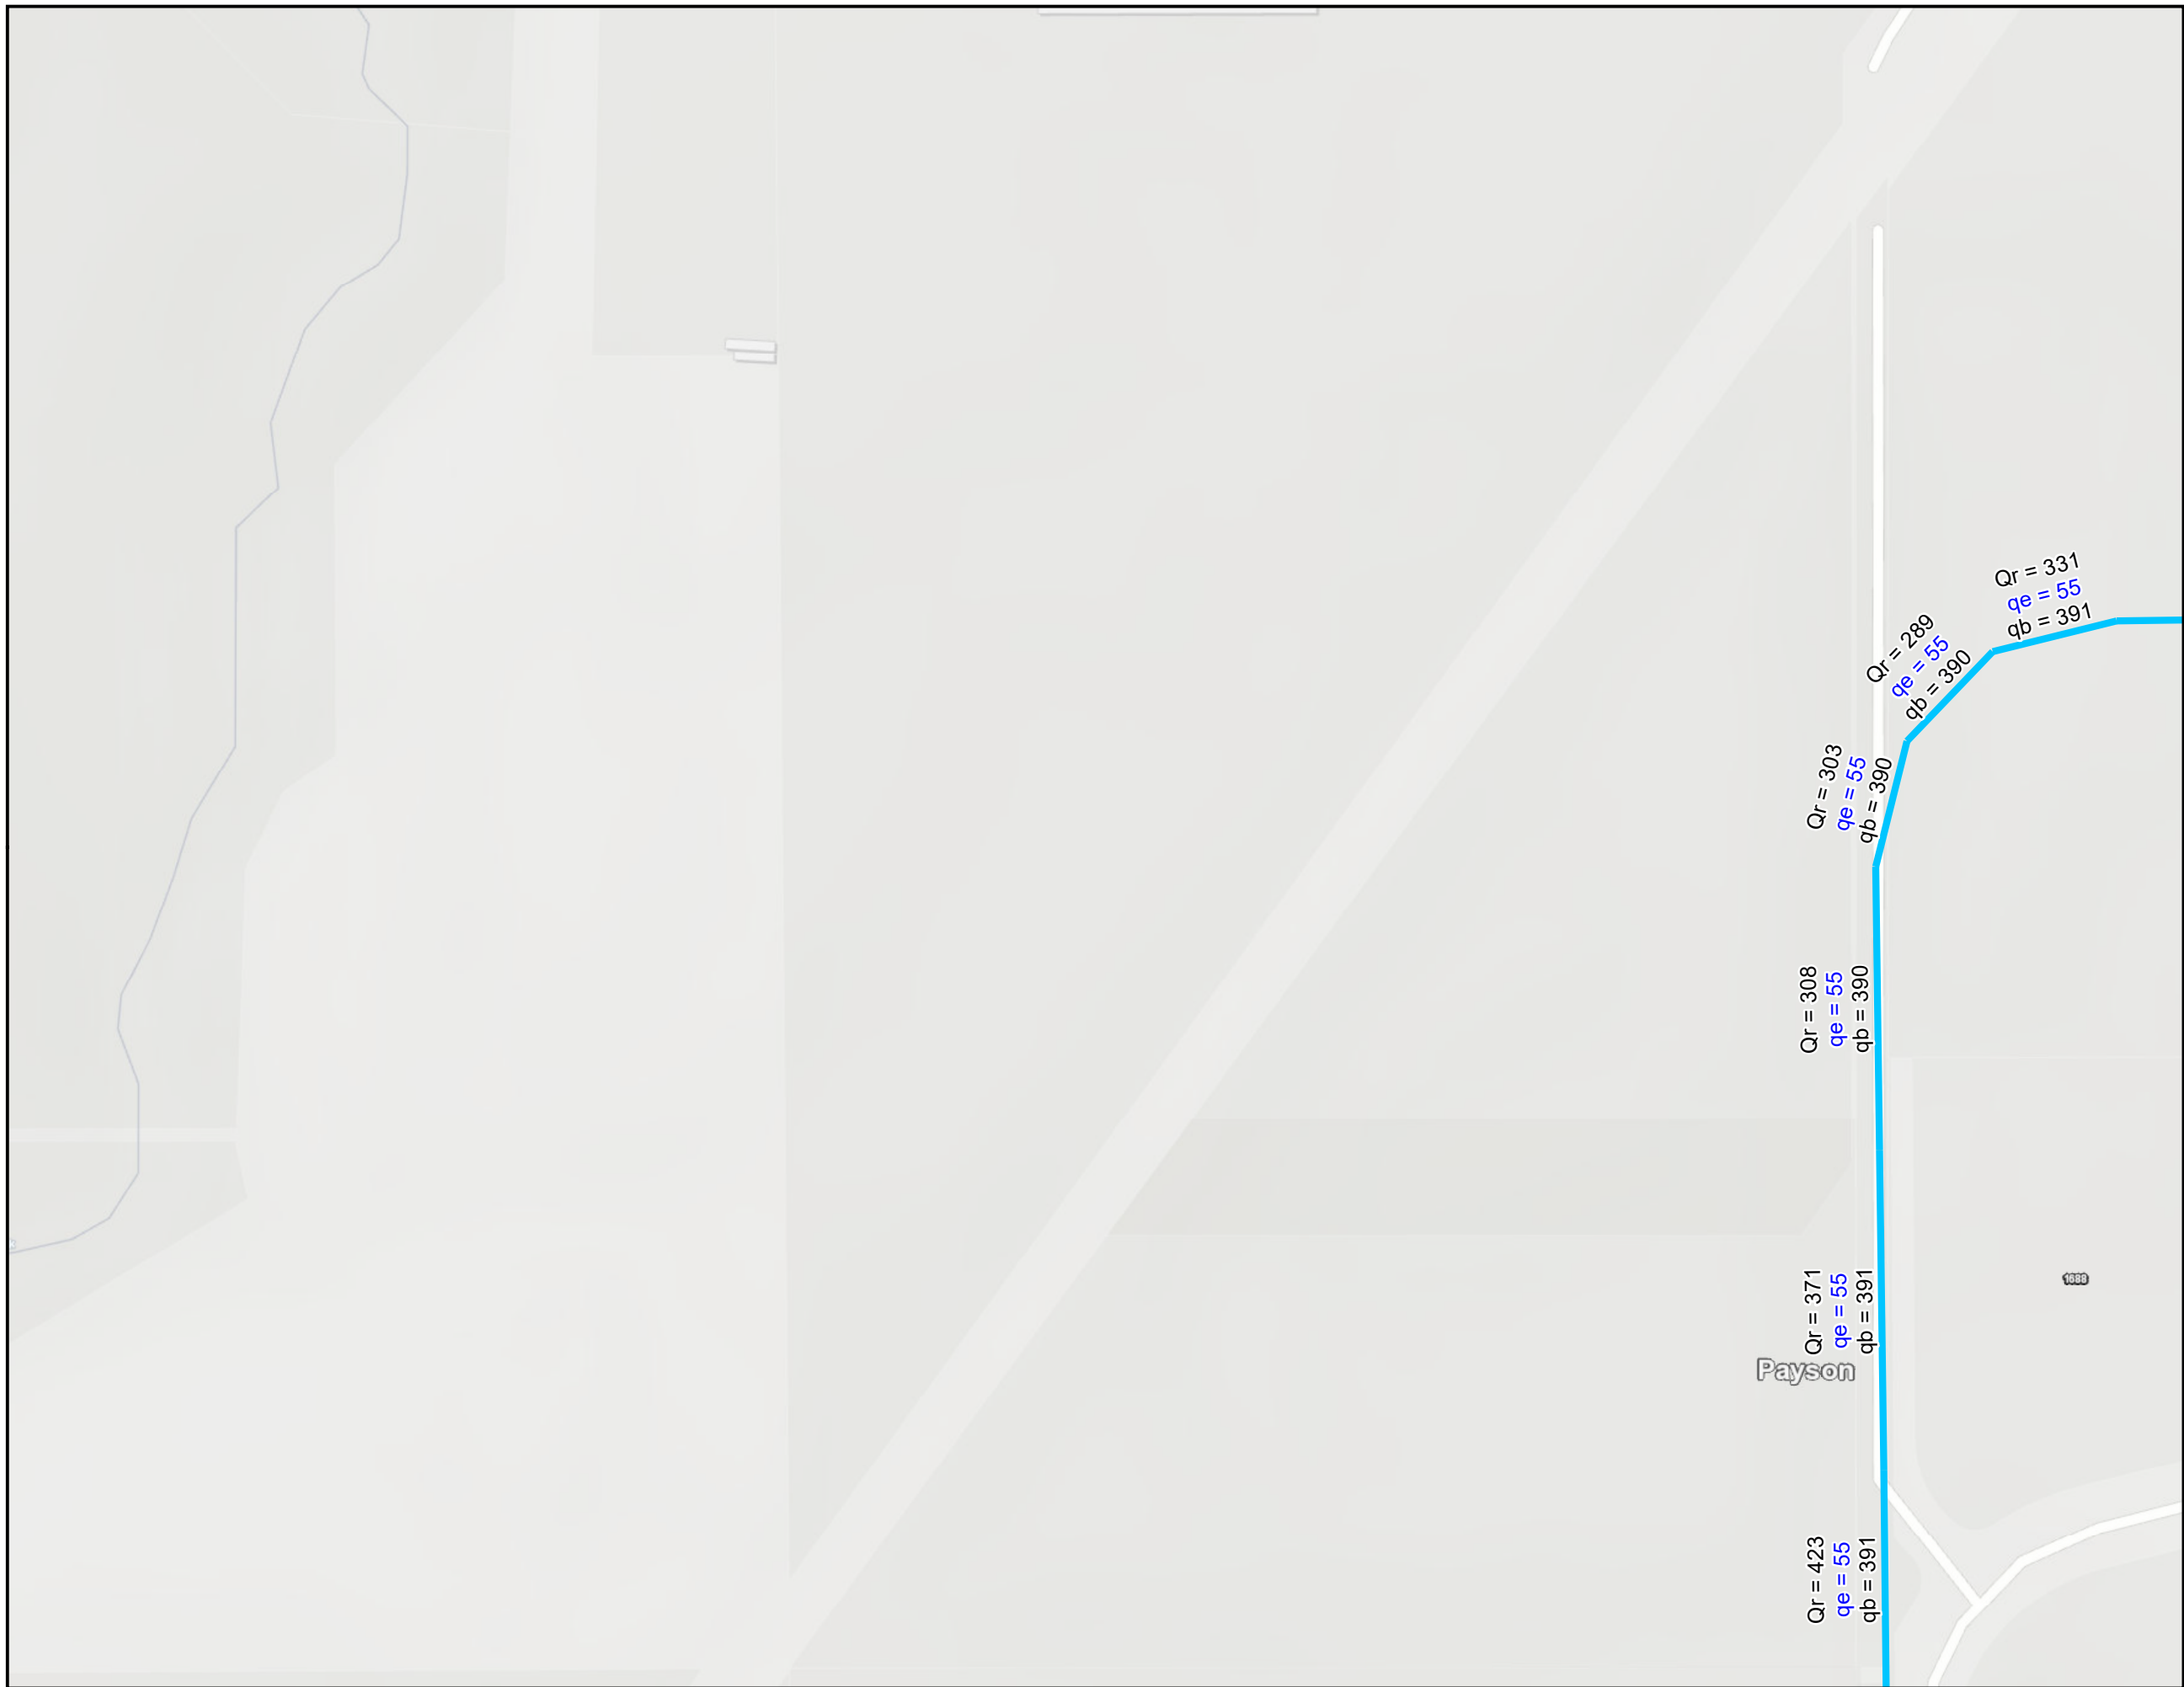 Qr = 331
qe = 55
qb = 391
Qr = 289
qe = 55
qb = 390
Qr = 303
qe = 55
qb = 390
Qr = 308
qe = 55
qb = 390
1688
Qr = 371
qe = 55
qb = 391
Payson
Qr = 423
qe = 55
qb = 391